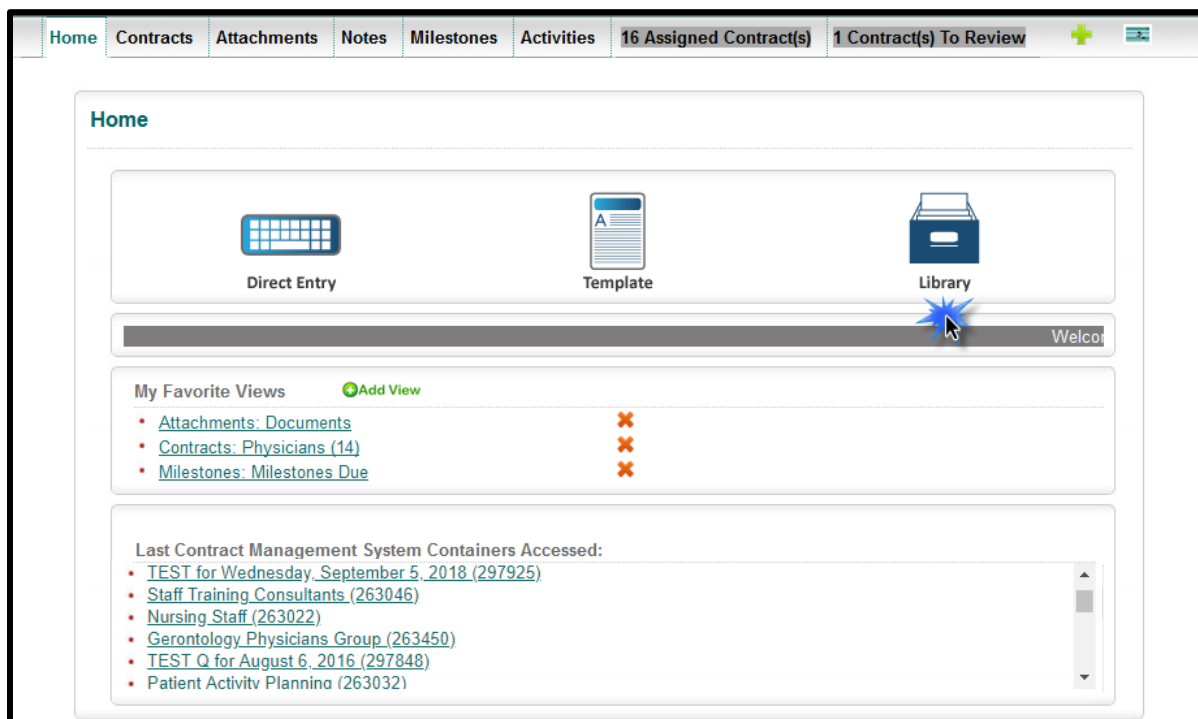 Home Contracts Attachments Notes Milestones Activities 16 Assigned Contract(s) 1 Contract(s) To Review
Home
A
Direct Entry Template Library
Welcor
My Favorite Views Add View
Attachments: Documents
Contracts: Physicians (14)
Milestones: Milestones Due
Last Contract Management System Containers Accessed:
TEST for Wednesday, September 5, 2018 (297925)
Staff Training Consultants (263046)
Nursing Staff (263022)
Gerontology Physicians Group (263450)
TEST Q for August 6, 2016 (297848)
Patient Activity Planning (263032)